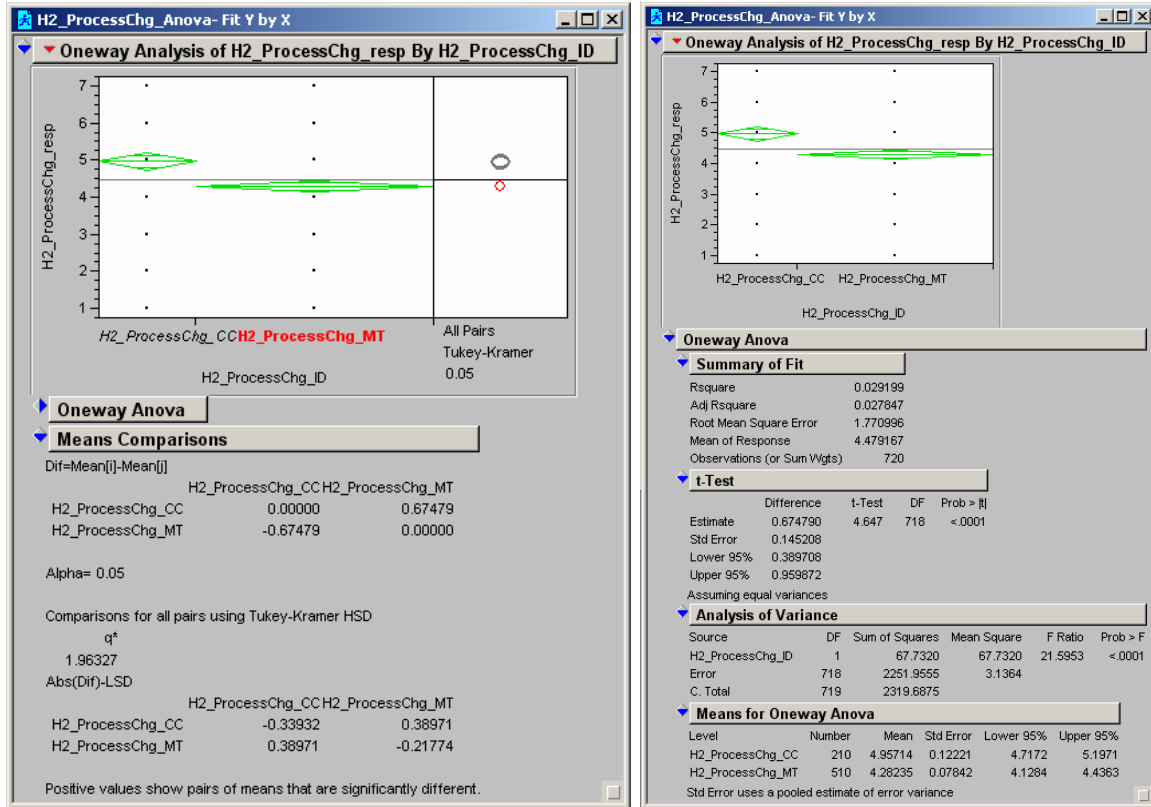 H2_ProcessChg_Anova- Fit Y by X
Oneway Analysis of H2_ProcessChg_resp By H2_ProcessChg_ID
H2_ProcessChg_resp
7
6
5
4
3
2
1
H2_ProcessChg_CC H2_ProcessChg_MT
All Pairs
Tukey-Kramer
0.05
H2_ProcessChg_ID
Oneway Anova
Means Comparisons
Dif=Mean[i]-Mean[j]
H2_ProcessChg_CC H2_ProcessChg_MT
H2_ProcessChg_CC 0.00000 0.67479
H2_ProcessChg_MT -0.67479 0.00000
Alpha= 0.05
Comparisons for all pairs using Tukey-Kramer HSD
q*
1.96327
Abs(Dif)-LSD
H2_ProcessChg_CC H2_ProcessChg_MT
H2_ProcessChg_CC -0.33932 0.38971
H2_ProcessChg_MT 0.38971 -0.21774
Positive values show pairs of means that are significantly different.
H2_ProcessChg_Anova- Fit Y by X
Oneway Analysis of H2_ProcessChg_resp By H2_ProcessChg_ID
H2_ProcessChg_resp
7
6
5
4
3
2
1
H2_ProcessChg_CC H2_ProcessChg_MT
H2_ProcessChg_ID
Oneway Anova
Summary of Fit
Rsquare 0.029199
Adj Rsquare 0.027847
Root Mean Square Error 1.770996
Mean of Response 4.479167
Observations (or Sum Wgts) 720
t-Test
Difference t-Test DF Prob > |t|
Estimate 0.674790 4.647 718 <.0001
Std Error 0.145208
Lower 95% 0.389708
Upper 95% 0.959872
Assuming equal variances
Analysis of Variance
Source DF Sum of Squares Mean Square F Ratio Prob > F
H2_ProcessChg_ID 1 67.7320 67.7320 21.5953 <.0001
Error 718 2251.9555 3.1364
C. Total 719 2319.6875
Means for Oneway Anova
Level Number Mean Std Error Lower 95% Upper 95%
H2_ProcessChg_CC 210 4.95714 0.12221 4.7172 5.1971
H2_ProcessChg_MT 510 4.28235 0.07842 4.1284 4.4363
Std Error uses a pooled estimate of error variance